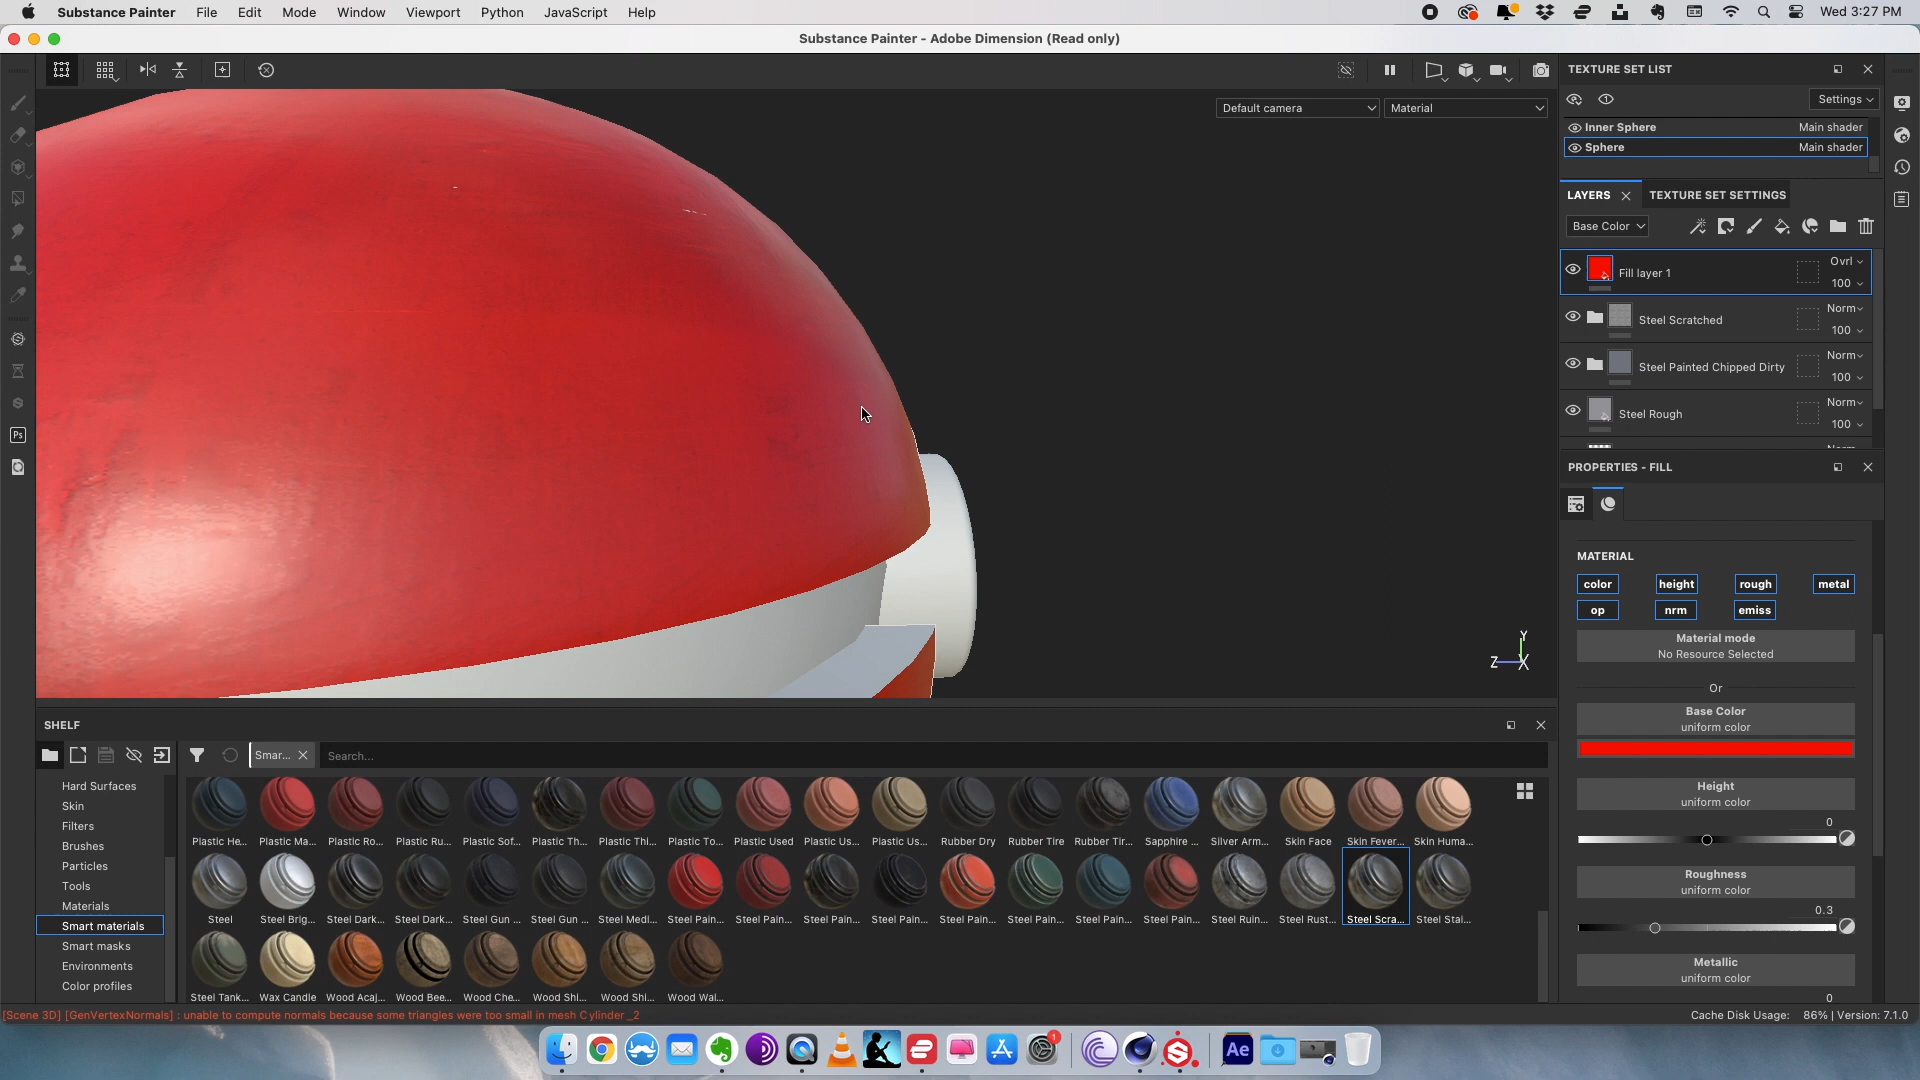 Substance Painter File Edit Mode Window Viewport Python JavaScript Help Wed 3:27 PM
Substance Painter - Adobe Dimension (Read only)
Default camera Material
TEXTURE SET LIST
Settings
Inner Sphere Main shader
Sphere Main shader
LAYERS TEXTURE SET SETTINGS
Base Color
Fill layer 1 Ovrl 100
Steel Scratched Norm 100
Steel Painted Chipped Dirty Norm 100
Steel Rough Norm 100
PROPERTIES - FILL
MATERIAL
color height rough metal
op nrm emiss
Material mode
No Resource Selected
Or
Base Color
uniform color
Height
uniform color
0
Roughness
uniform color
0.3
Metallic
uniform color
0
Y
Z X
Ps
SHELF
Smar... Search...
Hard Surfaces
Skin
Filters
Brushes
Particles
Tools
Materials
Smart materials
Smart masks
Environments
Color profiles
Plastic He... Plastic Ma... Plastic Ro... Plastic Ru... Plastic Sof... Plastic Th... Plastic Thi... Plastic To... Plastic Used Plastic Us... Plastic Us... Rubber Dry Rubber Tire Rubber Tir... Sapphire ... Silver Arm... Skin Face Skin Fever... Skin Huma...
Steel Steel Brig... Steel Dark... Steel Dark... Steel Gun ... Steel Gun ... Steel Medi... Steel Pain... Steel Pain... Steel Pain... Steel Pain... Steel Pain... Steel Pain... Steel Pain... Steel Pain... Steel Ruin... Steel Rust... Steel Scra... Steel Stai...
Steel Tank... Wax Candle Wood Acaj... Wood Bee... Wood Che... Wood Shi... Wood Shi... Wood Wal...
[Scene 3D] [GenVertexNormals] : unable to compute normals because some triangles were too small in mesh Cylinder_2
Cache Disk Usage: 86% | Version: 7.1.0
1
Ae